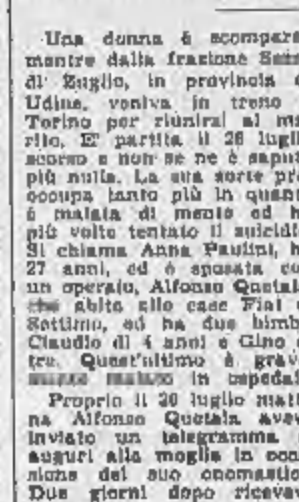 Una donna è scompars
mentre dalla frazione
di Zuglio, in provincia
Udine, veniva in treno
Torino per riunirsi al ma
rito. E' partita il 26 lugli
scorso e non se ne è saput
più nulla. La sua sorte pre
occupa tanto più in quant
è malata di mente ed h
più volte tentato il suicidi
Si chiama Anna Paulini, h
27 anni, ed è sposata co
un operaio, Alfonso
che abita alle case Fiat
Settimo, ed ha due bimb
Claudio di 4 anni e Gino
tre. Quest'ultimo è grav
in ospedal
Proprio il 26 luglio matt
na Alfonso avev
inviato un telegramma
auguri alla moglie in occa
sione del suo onomastic
Due giorni dopo riceve